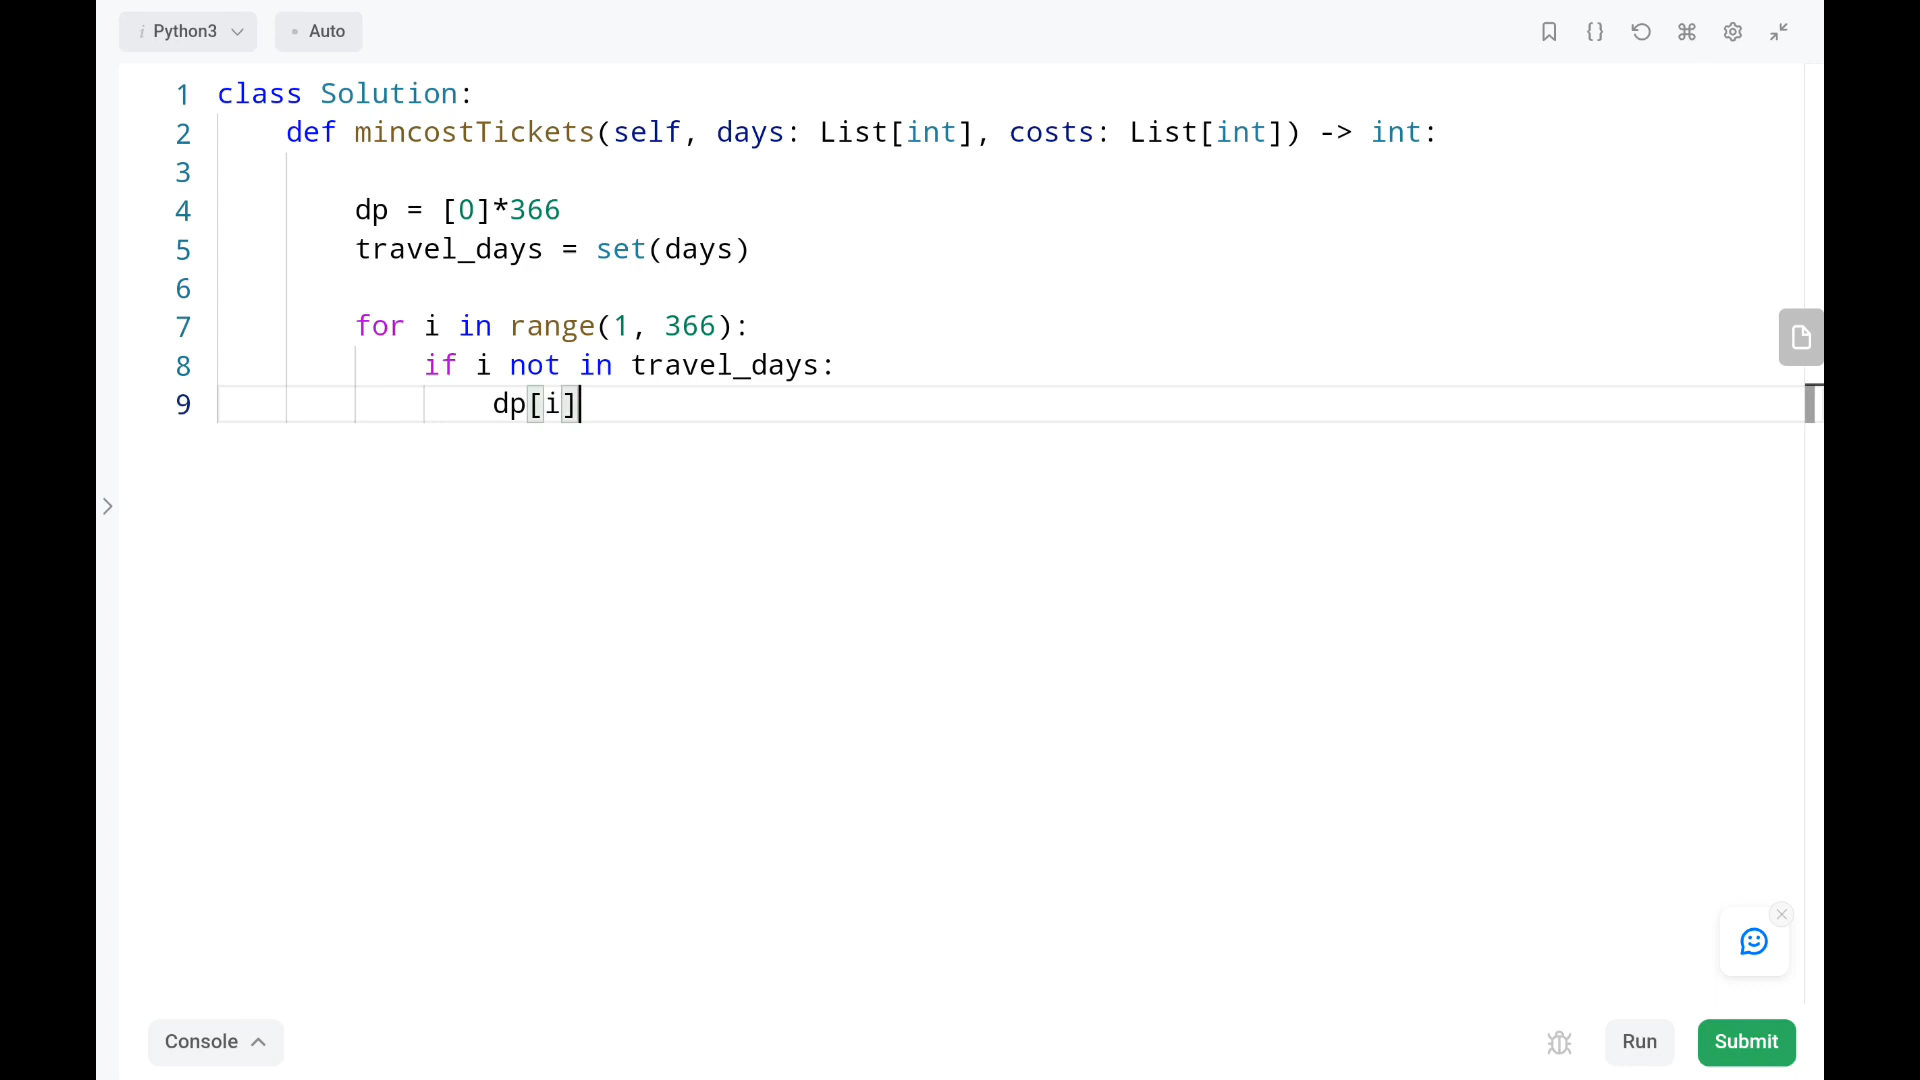 i Python3
Auto
1 class Solution:
2 def mincostTickets(self, days: List[int], costs: List[int]) -> int:
3
4 dp = [0]*366
5 travel_days = set(days)
6
7 for i in range(1, 366):
8 if i not in travel_days:
9 dp[i]
Console
Run
Submit